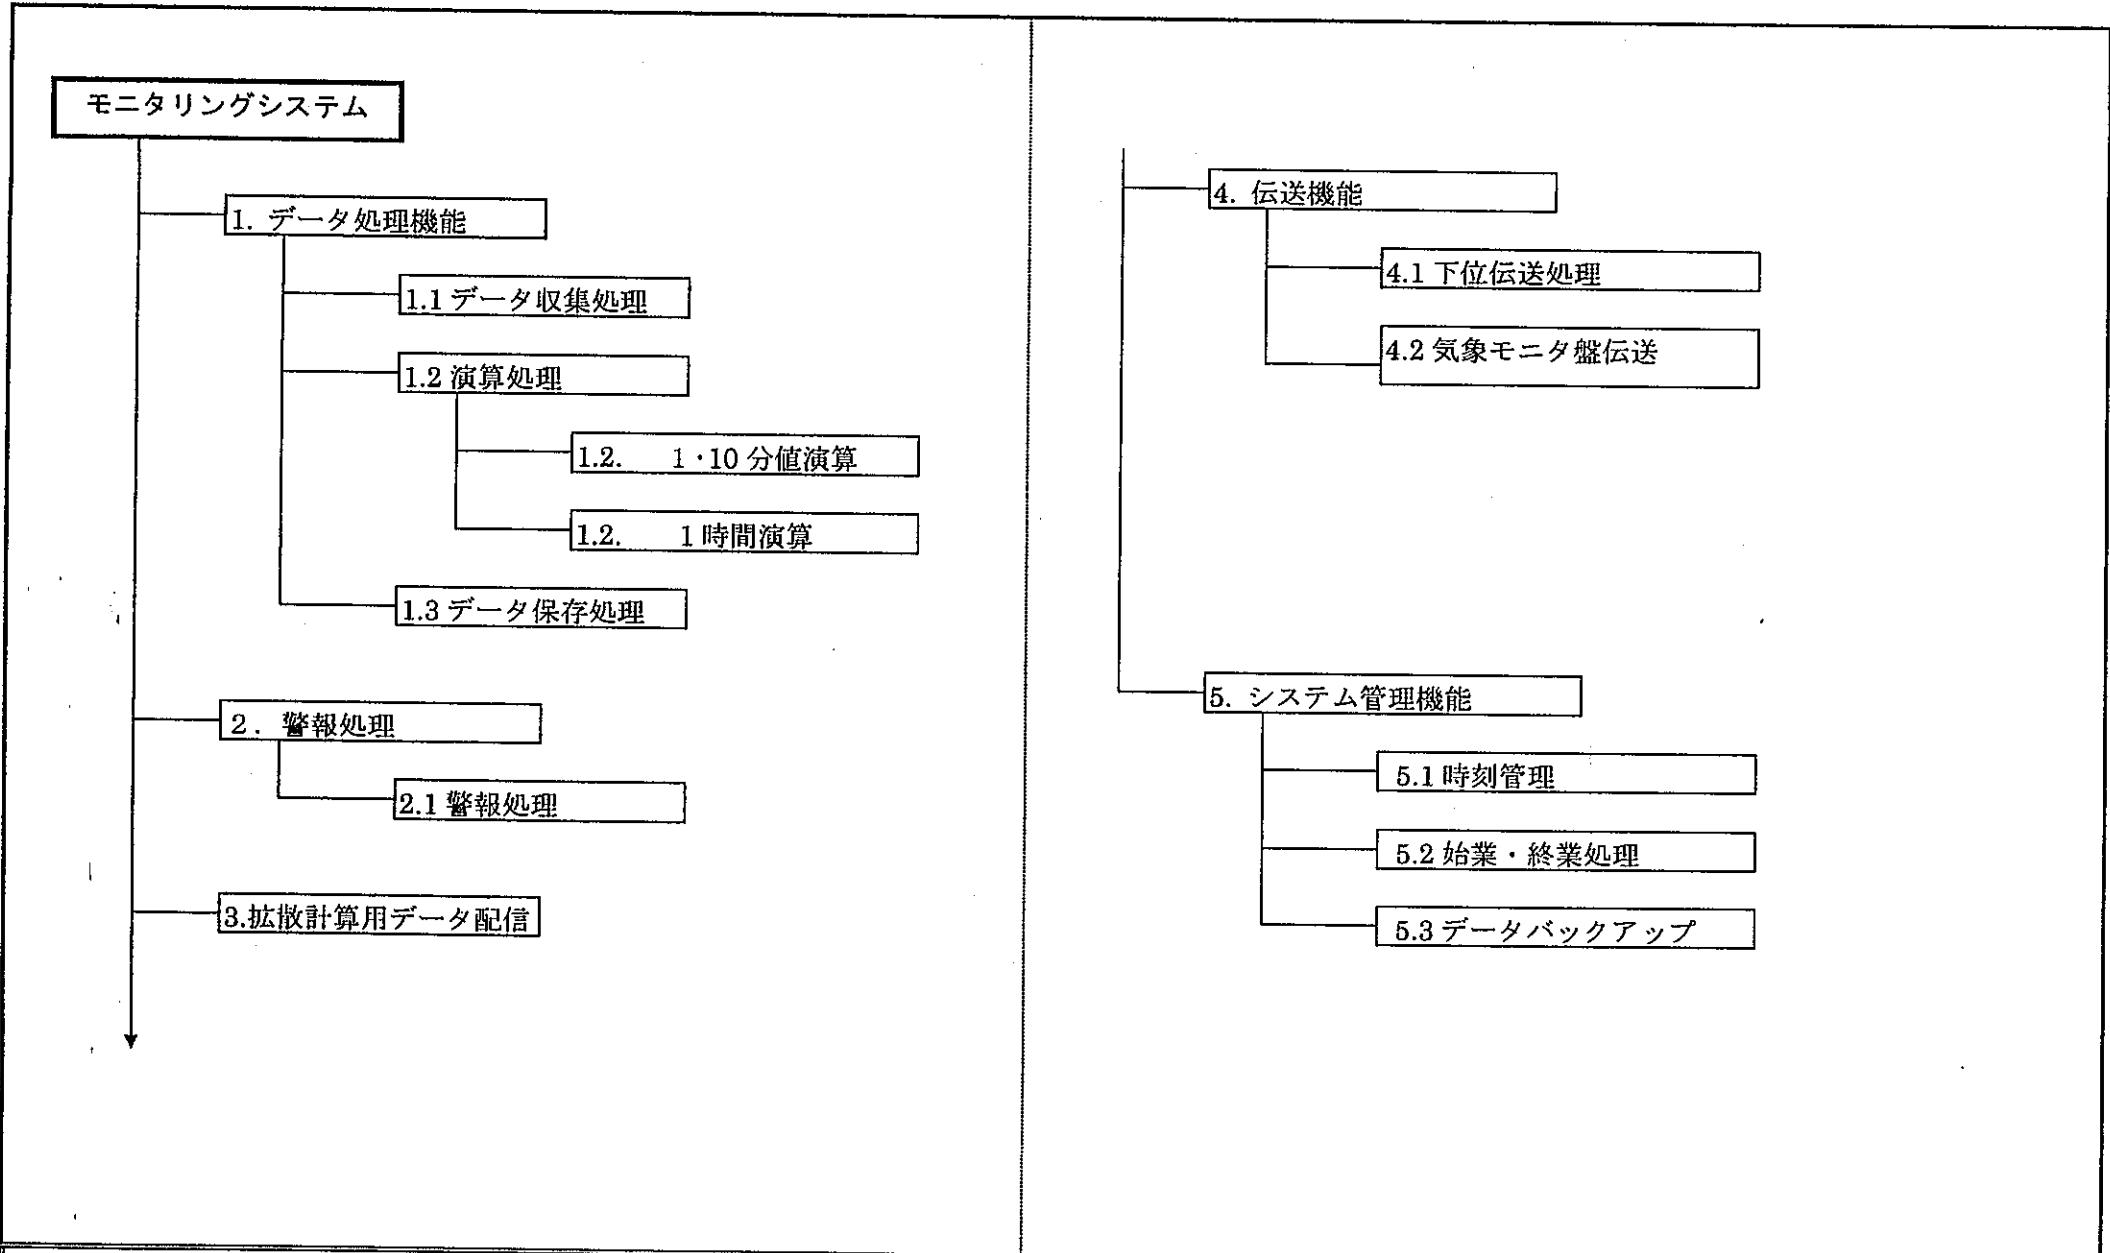 モニタリングシステム
1. データ処理機能
1.1 データ収集処理
1.2 演算処理
1.2. 1・10 分値演算
1.2. 1 時間演算
1.3 データ保存処理
2. 警報処理
2.1 警報処理
3.拡散計算用データ配信
4. 伝送機能
4.1 下位伝送処理
4.2 気象モニタ盤伝送
5. システム管理機能
5.1 時刻管理
5.2 始業・終業処理
5.3 データバックアップ